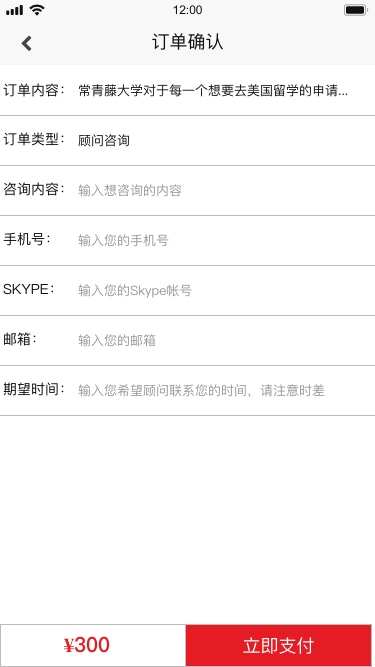 12:00
订单确认
订单内容： 常青藤大学对于每一个想要去美国留学的申请...
订单类型： 顾问咨询
咨询内容： 输入想咨询的内容
手机号： 输入您的手机号
SKYPE： 输入您的Skype帐号
邮箱： 输入您的邮箱
期望时间： 输入您希望顾问联系您的时间，请注意时差
¥300 立即支付